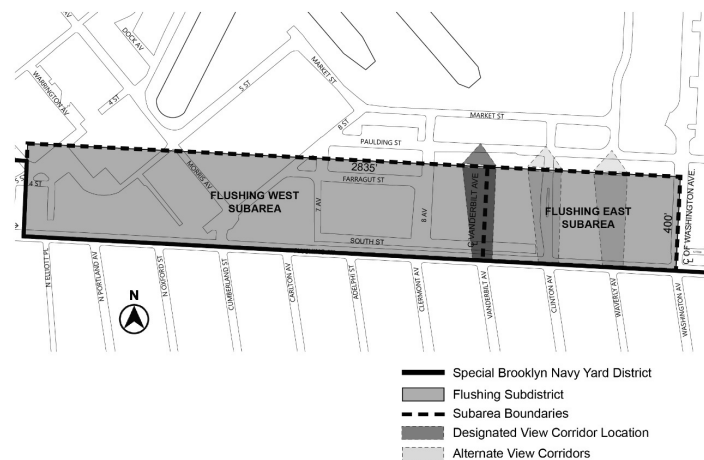 DOCK AV
WARRINGTON AV
4 ST
5 ST
MARKET ST
6 ST
MARKET ST
PAULDING ST
2835'
FARRAGUT ST
4 ST
MORRIS AV
FLUSHING WEST
SUBAREA
7 AV
8 AV
℄ VANDERBILT AVE.
FLUSHING EAST
SUBAREA
400'
℄ OF WASHINGTON AVE.
SOUTH ST
N ELLIOTT PL
N PORTLAND AV
N OXFORD ST
CUMBERLAND ST
CARLTON AV
ADELPHI ST
CLERMONT AV
VANDERBILT AV
CLINTON AV
WAVERLY AV
WASHINGTON AV
N
Special Brooklyn Navy Yard District
Flushing Subdistrict
Subarea Boundaries
Designated View Corridor Location
Alternate View Corridors